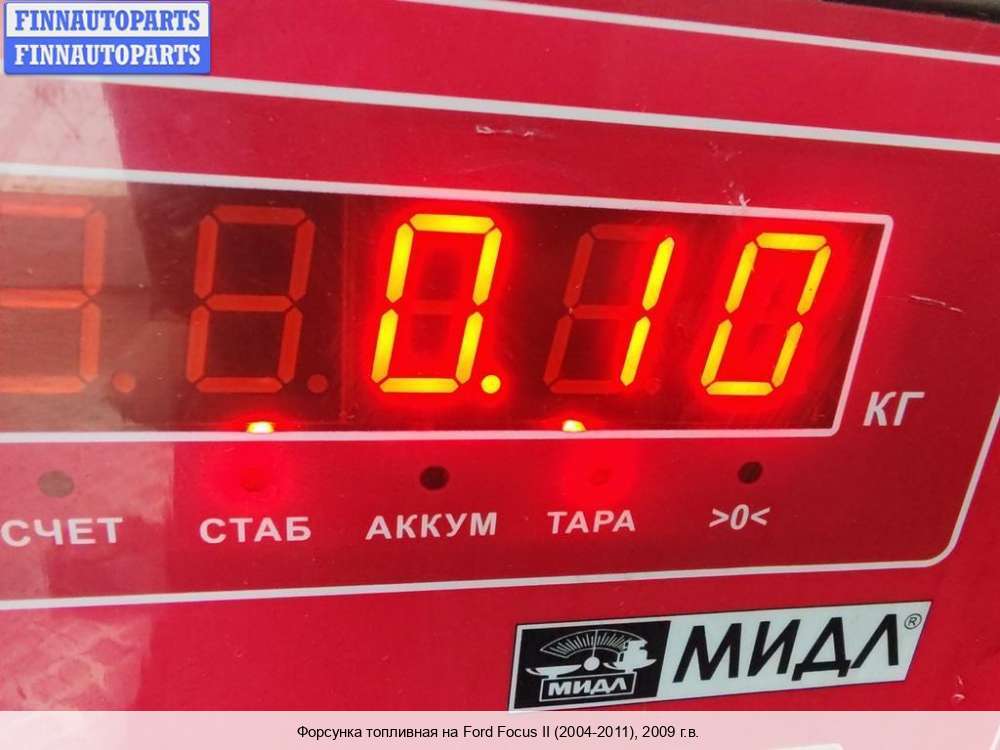 FINNAUTOPARTS
FINNAUTOPARTS
0.10
КГ
СЧЕТ СТАБ АККУМ ТАРА >0<
МИДЛ МИДЛ®
Форсунка топливная на Ford Focus II (2004-2011), 2009 г.в.